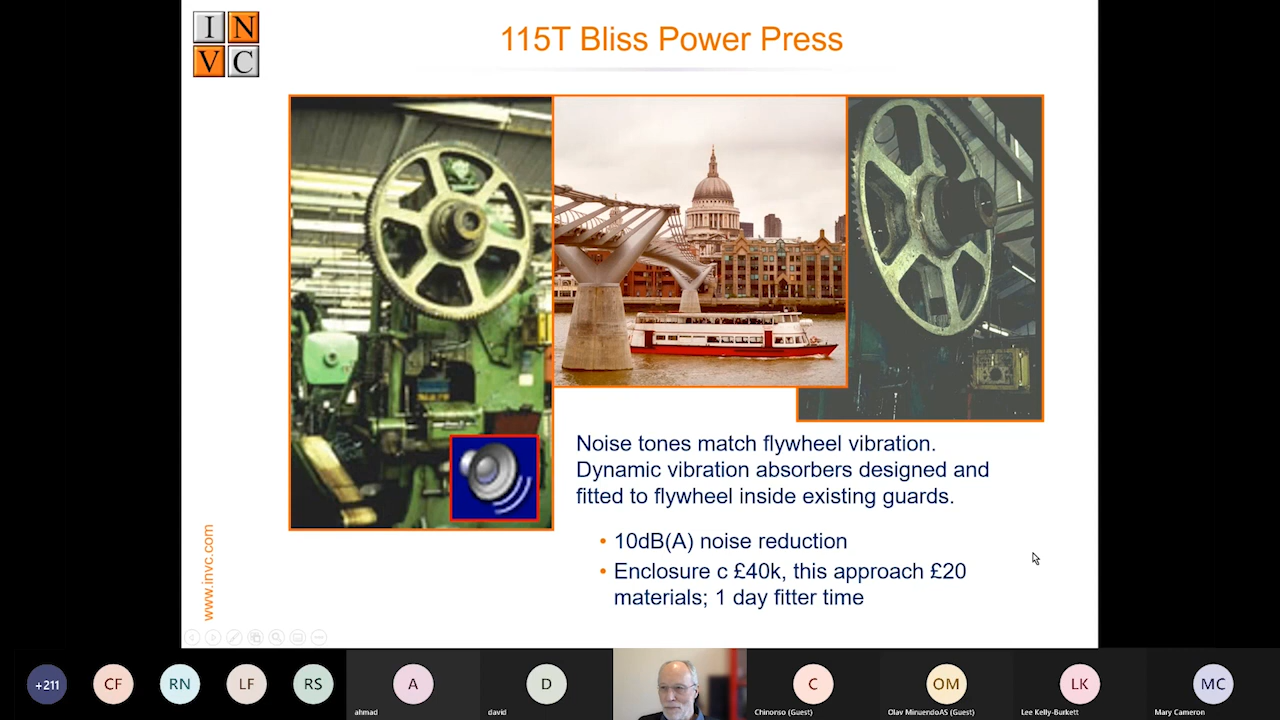 I N
V C
115T Bliss Power Press
Noise tones match flywheel vibration.
Dynamic vibration absorbers designed and
fitted to flywheel inside existing guards.
• 10dB(A) noise reduction
• Enclosure c £40k, this approach £20
materials; 1 day fitter time
www.invc.com
+211 CF RN LF RS A D C OM LK MC
ahmad david Chinonso (Guest) Olav MinuendoAS (Guest) Lee Kelly-Burkett Mary Cameron